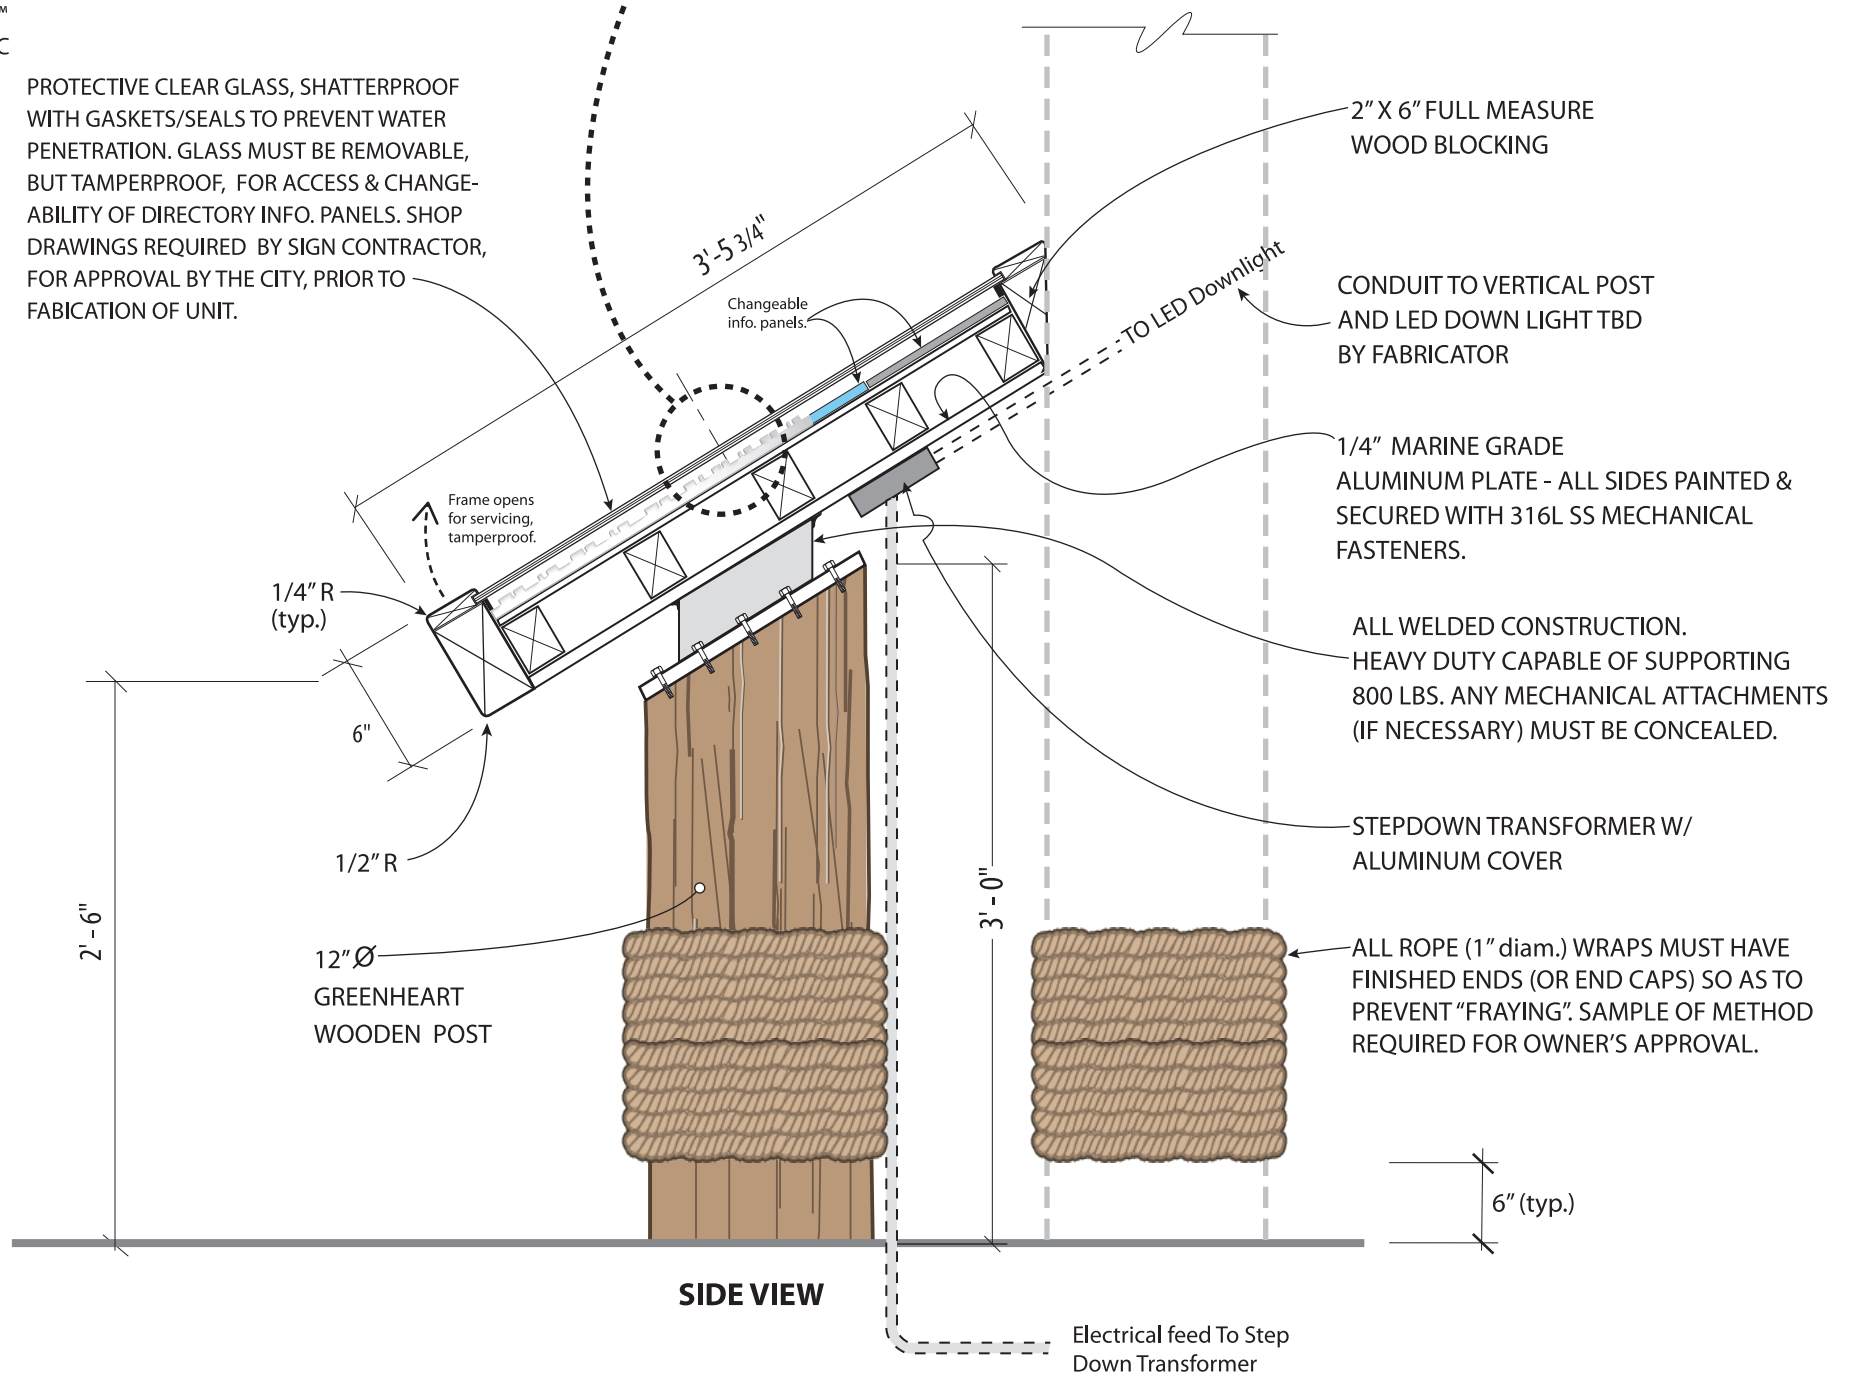 ™
C
PROTECTIVE CLEAR GLASS, SHATTERPROOF
WITH GASKETS/SEALS TO PREVENT WATER
PENETRATION. GLASS MUST BE REMOVABLE,
BUT TAMPERPROOF, FOR ACCESS & CHANGE-
ABILITY OF DIRECTORY INFO. PANELS. SHOP
DRAWINGS REQUIRED BY SIGN CONTRACTOR,
FOR APPROVAL BY THE CITY, PRIOR TO
FABICATION OF UNIT.
3'-5 3/4"
Changeable
info. panels.
2" X 6" FULL MEASURE
WOOD BLOCKING
TO LED Downlight
CONDUIT TO VERTICAL POST
AND LED DOWN LIGHT TBD
BY FABRICATOR
1/4" MARINE GRADE
ALUMINUM PLATE - ALL SIDES PAINTED &
SECURED WITH 316L SS MECHANICAL
FASTENERS.
Frame opens
for servicing,
tamperproof.
1/4" R
(typ.)
6"
1/2" R
2' - 6"
12" Ø
GREENHEART
WOODEN POST
3' - 0"
ALL WELDED CONSTRUCTION.
HEAVY DUTY CAPABLE OF SUPPORTING
800 LBS. ANY MECHANICAL ATTACHMENTS
(IF NECESSARY) MUST BE CONCEALED.
STEPDOWN TRANSFORMER W/
ALUMINUM COVER
ALL ROPE (1" diam.) WRAPS MUST HAVE
FINISHED ENDS (OR END CAPS) SO AS TO
PREVENT "FRAYING". SAMPLE OF METHOD
REQUIRED FOR OWNER'S APPROVAL.
6" (typ.)
SIDE VIEW
Electrical feed To Step
Down Transformer